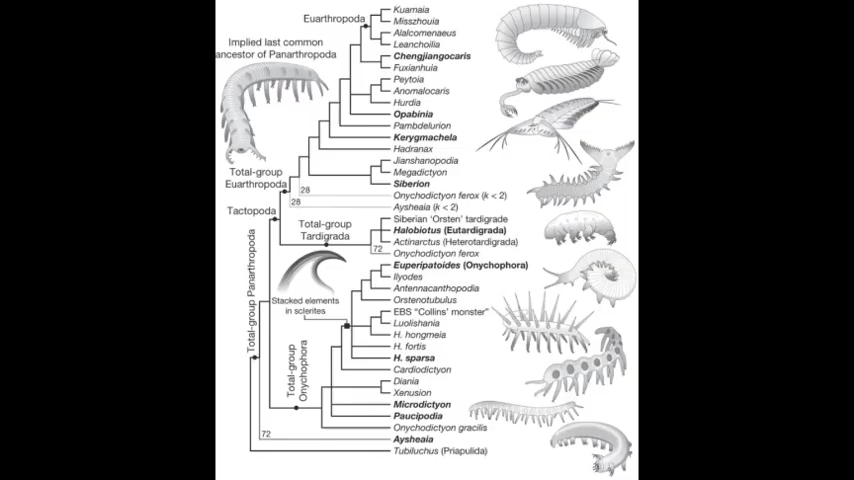 Kuamaia
Euarthropoda
Misszhouia
Alalcomenaeus
Implied last common
ancestor of Panarthropoda
Leanchoilia
Chengjiangocaris
Fuxianhuia
Peytoia
Anomalocaris
Hurdia
Opabinia
Pambdelurion
Kerygmachela
Hadranax
Jianshanopodia
Total-group
Euarthropoda
Megadictyon
Siberion
28
Onychodictyon ferox (k < 2)
28
Aysheaia (k < 2)
Tactopoda
Siberian 'Orsten' tardigrade
Total-group
Tardigrada
Halobiotus (Eutardigrada)
Actinarctus (Heterotardigrada)
72
Onychodictyon ferox
Total-group Panarthropoda
Euperipatoides (Onychophora)
Ilyodes
Antennacanthopodia
Stacked elements
in sclerites
Orstenotubulus
EBS "Collins' monster"
Luolishania
H. hongmeia
H. fortis
H. sparsa
Total-group
Onychophora
Cardiodictyon
Diania
Xenusion
Microdictyon
Paucipodia
Onychodictyon gracilis
72
Aysheaia
Tubiluchus (Priapulida)